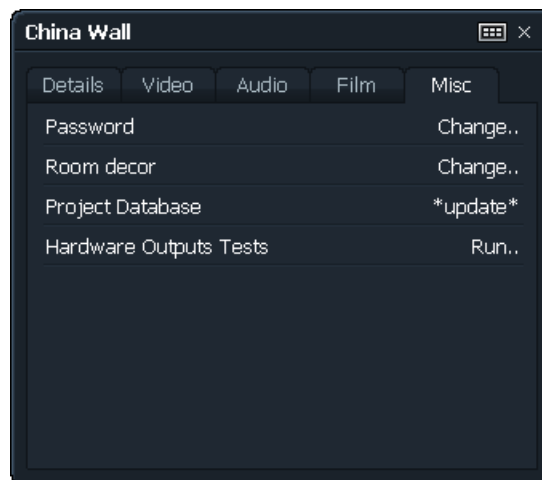 China Wall
Details Video Audio Film Misc
Password Change..
Room decor Change..
Project Database *update*
Hardware Outputs Tests Run..